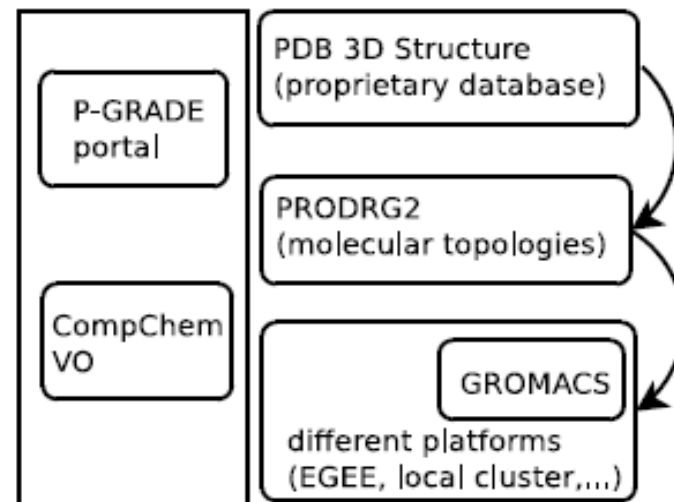 P-GRADE
portal
CompChem
VO
PDB 3D Structure
(proprietary database)
PRODRG2
(molecular topologies)
GROMACS
different platforms
(EGEE, local cluster,...)